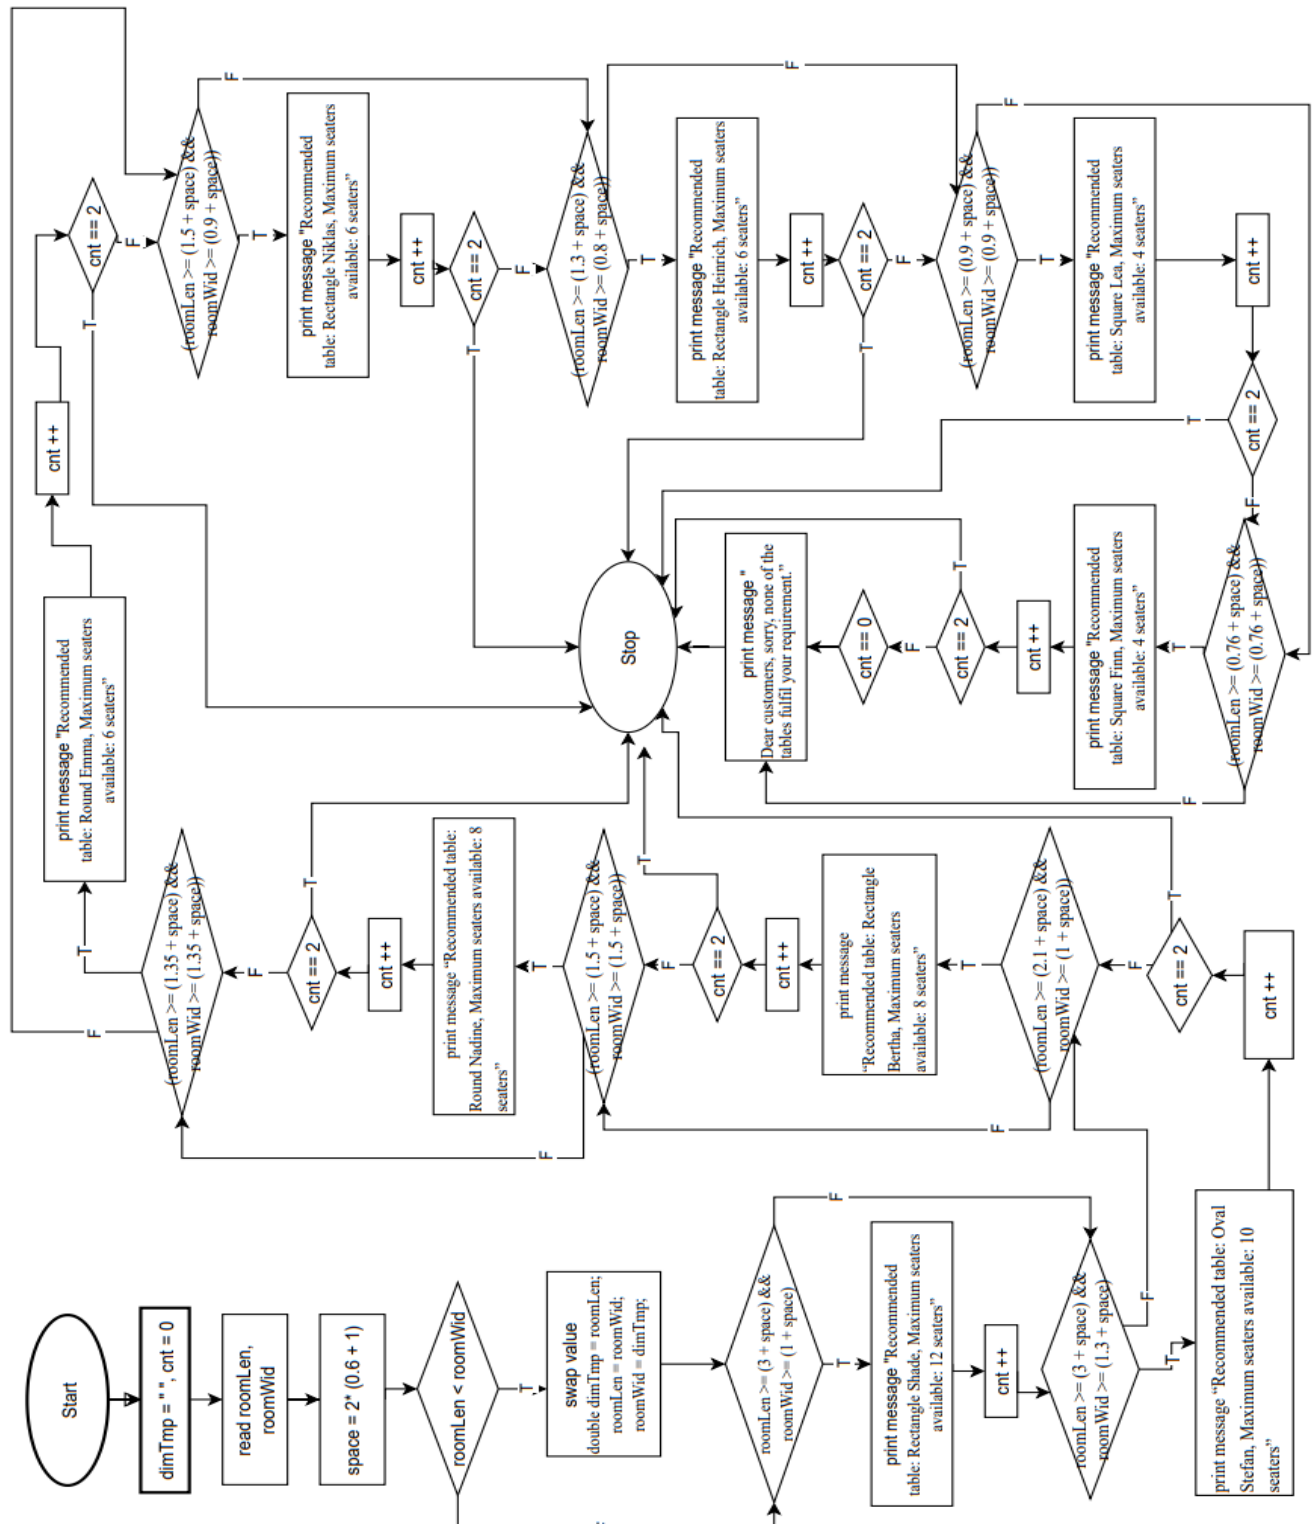 Start
dimTmp = " ", cnt = 0
read roomLen,
roomWid
space = 2* (0.6 + 1)
roomLen < roomWid
T
swap value
double dimTmp = roomLen;
roomLen = roomWid;
roomWid = dimTmp;
roomLen >= (3 + space) &&
roomWid >= (1 + space)
F
T
print message "Recommended
table: Rectangle Shade, Maximum seaters
available: 12 seaters”
cnt ++
roomLen >= (3 + space) &&
roomWid >= (1.3 + space)
F
T
print message “Recommended table: Oval
Stefan, Maximum seaters available: 10
seaters”
cnt ++
cnt == 2
T
F
(roomLen >= (2.1 + space) &&
roomWid >= (1 + space))
F
T
print message
“Recommended table: Rectangle
Bertha, Maximum seaters
available: 8 seaters”
cnt ++
cnt == 2
T
F
(roomLen >= (1.5 + space) &&
roomWid >= (1.5 + space))
F
T
print message “Recommended table:
Round Nadine, Maximum seaters available: 8
seaters”
cnt ++
cnt == 2
T
F
(roomLen >= (1.35 + space) &&
roomWid >= (1.35 + space))
F
T
print message "Recommended
table: Round Emma, Maximum seaters
available: 6 seaters”
cnt ++
cnt == 2
T
F
(roomLen >= (1.5 + space) &&
roomWid >= (0.9 + space))
F
T
print message "Recommended
table: Rectangle Niklas, Maximum seaters
available: 6 seaters”
cnt ++
cnt == 2
T
F
(roomLen >= (1.3 + space) &&
roomWid >= (0.8 + space))
F
T
print message "Recommended
table: Rectangle Heinrich, Maximum seaters
available: 6 seaters”
cnt ++
cnt == 2
T
F
(roomLen >= (0.9 + space) &&
roomWid >= (0.9 + space))
F
T
print message "Recommended
table: Square Lea, Maximum seaters
available: 4 seaters”
cnt ++
cnt == 2
T
F
(roomLen >= (0.76 + space) &&
roomWid >= (0.76 + space))
F
T
print message "Recommended
table: Square Finn, Maximum seaters
available: 4 seaters”
cnt ++
cnt == 2
T
F
cnt == 0
print message "
Dear customers, sorry, none of the
tables fulfil your requirement.”
Stop